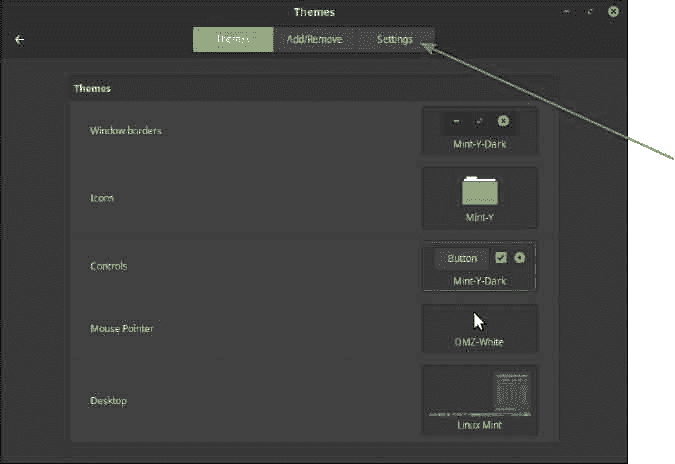 Themes
Themes Add/Remove Settings
Themes
Window borders
Mint-Y-Dark
Icons
Mint-Y
Controls
Button
Mint-Y-Dark
Mouse Pointer
DMZ-White
Desktop
Linux Mint